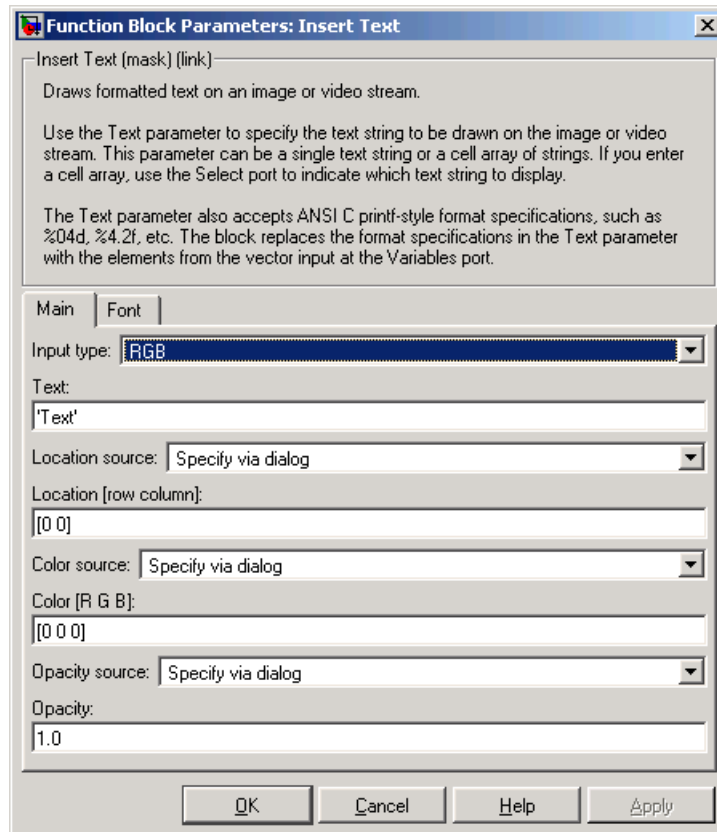 Function Block Parameters: Insert Text
Insert Text (mask) (link)
Draws formatted text on an image or video stream.
Use the Text parameter to specify the text string to be drawn on the image or video
stream. This parameter can be a single text string or a cell array of strings. If you enter
a cell array, use the Select port to indicate which text string to display.
The Text parameter also accepts ANSI C printf-style format specifications, such as
%04d, %4.2f, etc. The block replaces the format specifications in the Text parameter
with the elements from the vector input at the Variables port.
Main Font
Input type: RGB
Text:
'Text'
Location source: Specify via dialog
Location [row column]:
[0 0]
Color source: Specify via dialog
Color [R G B]:
[0 0 0]
Opacity source: Specify via dialog
Opacity:
1.0
OK Cancel Help Apply